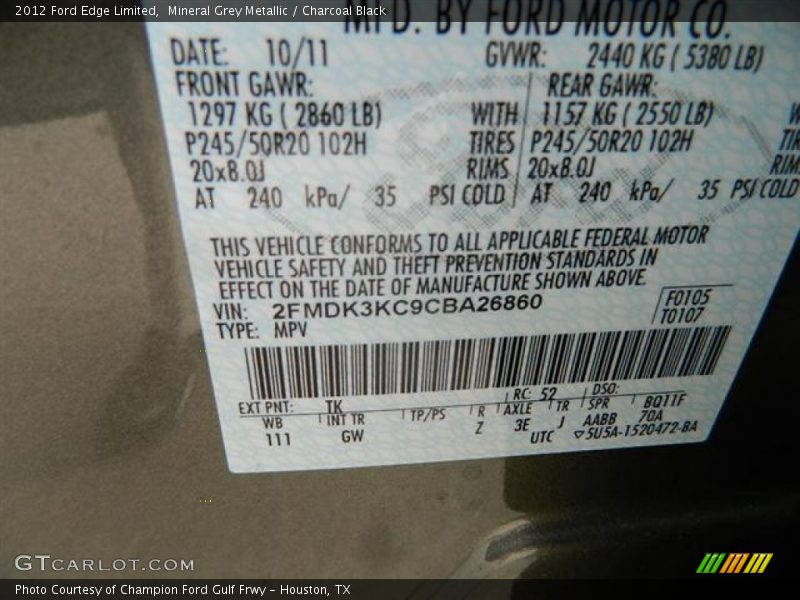 2012 Ford Edge Limited, Mineral Grey Metallic / Charcoal Black
MFD. BY FORD MOTOR CO.
DATE: 10/11 GVWR: 2440 KG ( 5380 LB)
FRONT GAWR: REAR GAWR:
1297 KG ( 2860 LB) WITH 1157 KG ( 2550 LB)
P245/50R20 102H TIRES P245/50R20 102H
20x8.0J RIMS 20x8.0J RIMS
AT 240 kPa/ 35 PSI COLD AT 240 kPa/ 35 PSI COLD
THIS VEHICLE CONFORMS TO ALL APPLICABLE FEDERAL MOTOR
VEHICLE SAFETY AND THEFT PREVENTION STANDARDS IN
EFFECT ON THE DATE OF MANUFACTURE SHOWN ABOVE.
VIN: 2FMDK3KC9CBA26860 F0105
TYPE: MPV T0107
EXT PNT: TK RC: 52 DSO:
WB INT TR TP/PS R AXLE TR SPR BQ11F
111 GW Z 3E J AABB 70A
UTC ▽5U5A-1520472-BA
GTCARLOT.COM
Photo Courtesy of Champion Ford Gulf Frwy - Houston, TX